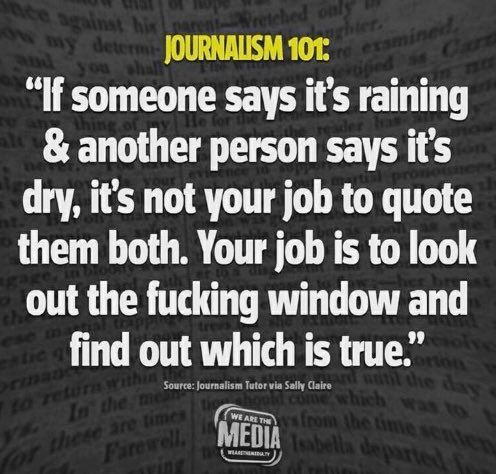 JOURNALISM 101:
“If someone says it’s raining
& another person says it’s
dry, it’s not your job to quote
them both. Your job is to look
out the fucking window and
find out which is true.”
Source: Journalism Tutor via Sally Claire
WE ARE THE
MEDIA
WEARETHEMEDIA.TV